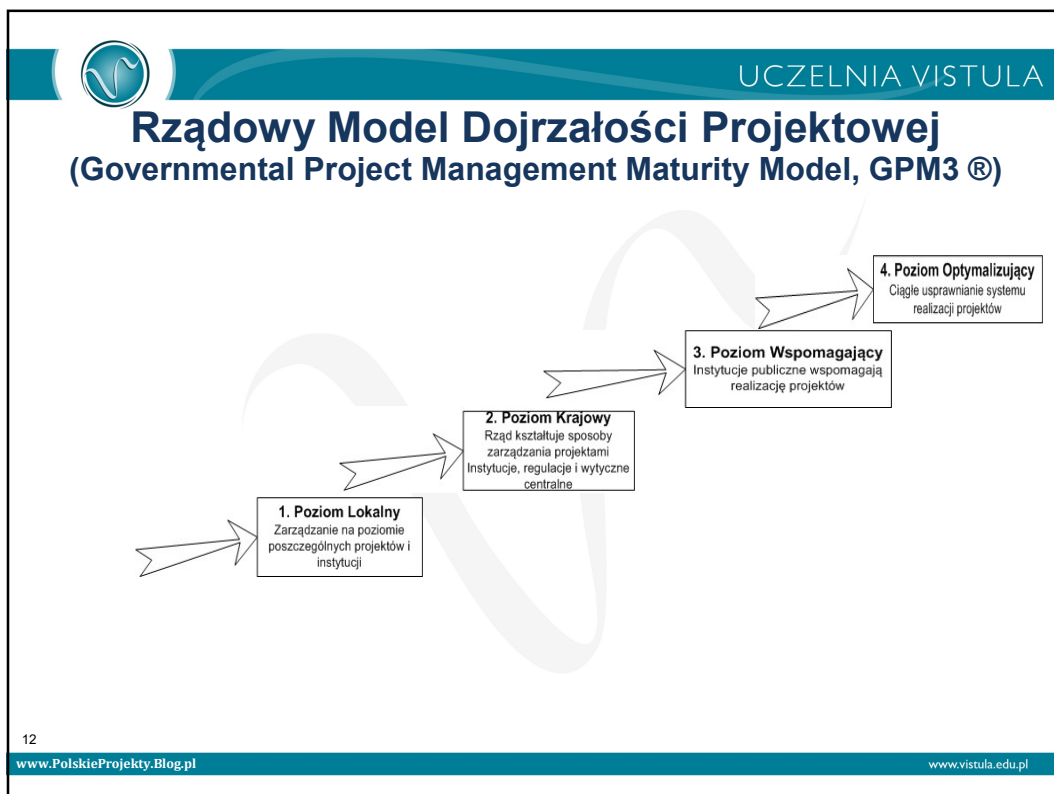 UCZELNIA VISTULA
Rządowy Model Dojrzałości Projektowej
(Governmental Project Management Maturity Model, GPM3 ®)
4. Poziom Optymalizujący
Ciągłe usprawnianie systemu
realizacji projektów
3. Poziom Wspomagający
Instytucje publiczne wspomagają
realizację projektów
2. Poziom Krajowy
Rząd kształtuje sposoby
zarządzania projektami
Instytucje, regulacje i wytyczne
centralne
1. Poziom Lokalny
Zarządzanie na poziomie
poszczególnych projektów i
instytucji
12
www.PolskieProjekty.Blog.pl
www.vistula.edu.pl